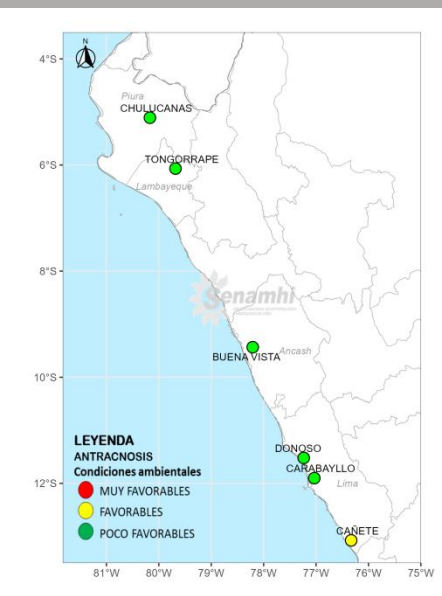 N
4°S
Piura
CHULUCANAS
6°S
TONGORRAPE
Lambayeque
8°S
Senamhi
BUENA VISTA
Ancash
10°S
LEYENDA
ANTRACNOSIS
Condiciones ambientales
MUY FAVORABLES
FAVORABLES
POCO FAVORABLES
DONOSO
CARABAYLLO
12°S
Lima
CAÑETE
81°W 80°W 79°W 78°W 77°W 76°W 75°W